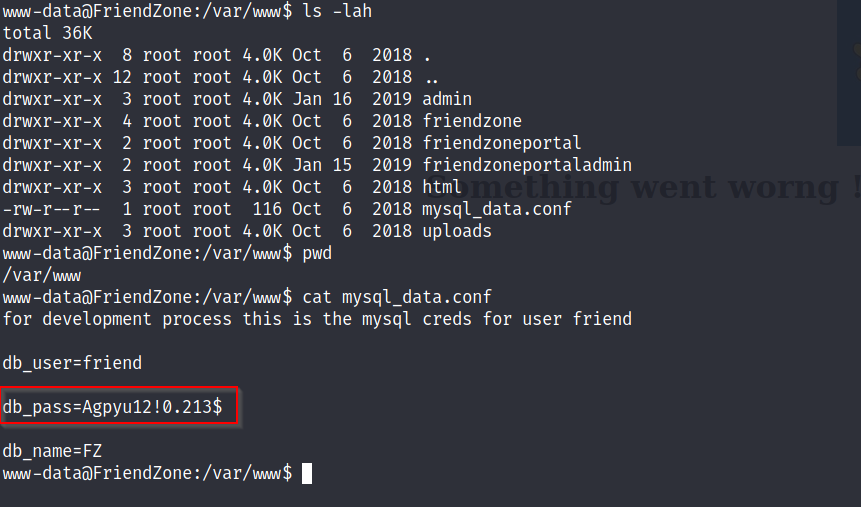 www-data@FriendZone:/var/www$ ls -lah
total 36K
drwxr-xr-x  8 root root 4.0K Oct  6  2018 .
drwxr-xr-x 12 root root 4.0K Oct  6  2018 ..
drwxr-xr-x  3 root root 4.0K Jan 16  2019 admin
drwxr-xr-x  4 root root 4.0K Oct  6  2018 friendzone
drwxr-xr-x  2 root root 4.0K Oct  6  2018 friendzoneportal
drwxr-xr-x  2 root root 4.0K Jan 15  2019 friendzoneportaladmin
drwxr-xr-x  3 root root 4.0K Oct  6  2018 html
Something went worng !
-rw-r--r--  1 root root  116 Oct  6  2018 mysql_data.conf
drwxr-xr-x  3 root root 4.0K Oct  6  2018 uploads
www-data@FriendZone:/var/www$ pwd
/var/www
www-data@FriendZone:/var/www$ cat mysql_data.conf
for development process this is the mysql creds for user friend
db_user=friend
db_pass=Agpyu12!0.213$
db_name=FZ
www-data@FriendZone:/var/www$